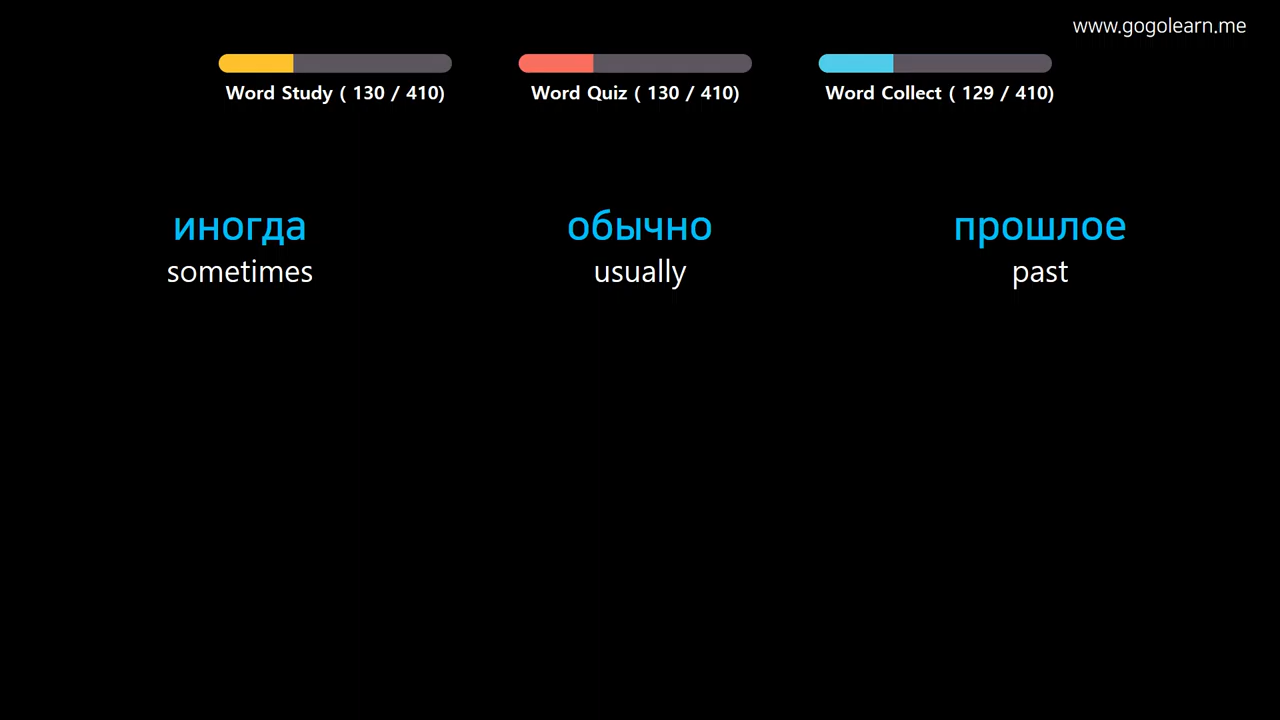 www.gogolearn.me
Word Study ( 130 / 410)
Word Quiz ( 130 / 410)
Word Collect ( 129 / 410)
иногда
sometimes
обычно
usually
прошлое
past